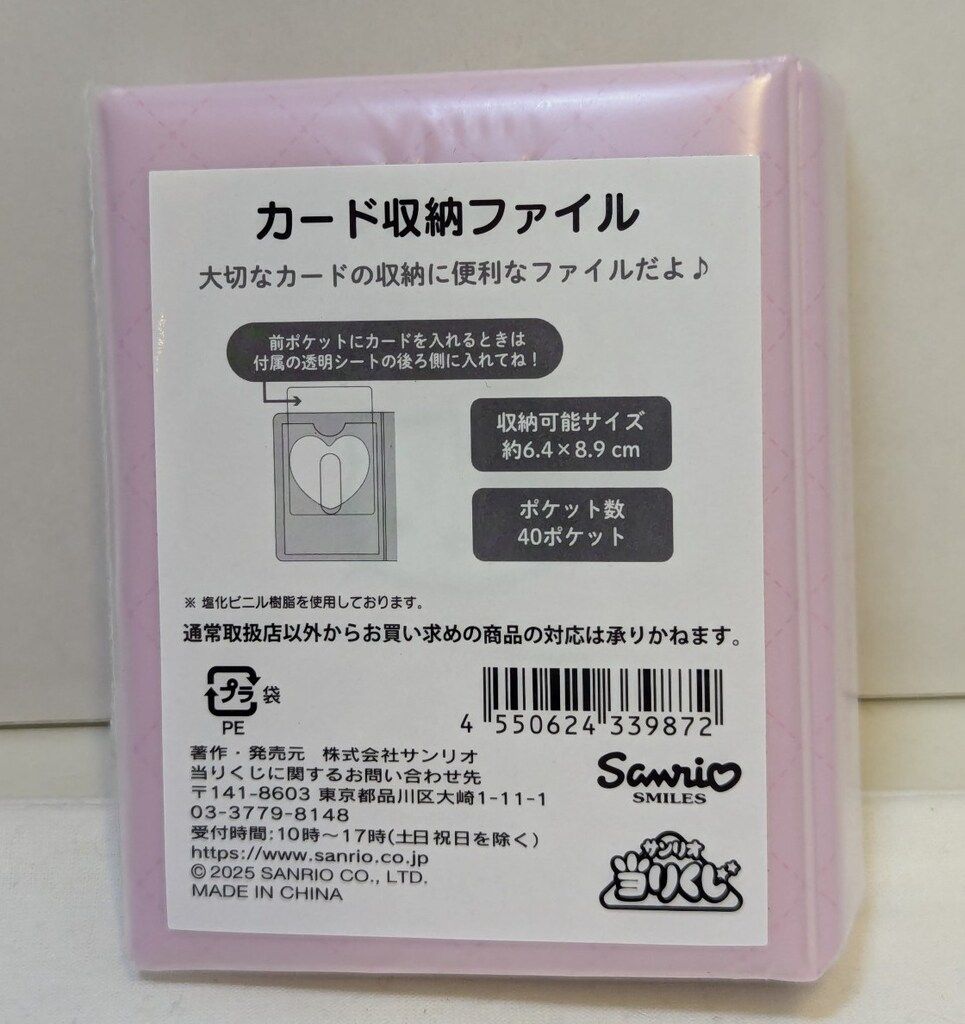 カード収納ファイル
大切なカードの収納に便利なファイルだよ♪
前ポケットにカードを入れるときは
付属の透明シートの後ろ側に入れてね！
収納可能サイズ
約6.4×8.9 cm
ポケット数
40ポケット
※ 塩化ビニル樹脂を使用しております。
通常取扱店以外からお買い求めの商品の対応は承りかねます。
プラ 袋
PE
4 550624 339872
著作・発売元 株式会社サンリオ
当りくじに関するお問い合わせ先
〒141-8603 東京都品川区大崎1-11-1
03-3779-8148
受付時間:10時～17時(土日祝日を除く)
https://www.sanrio.co.jp
© 2025 SANRIO CO., LTD.
MADE IN CHINA
Sanrio
SMILES
サンリオ
当りくじ